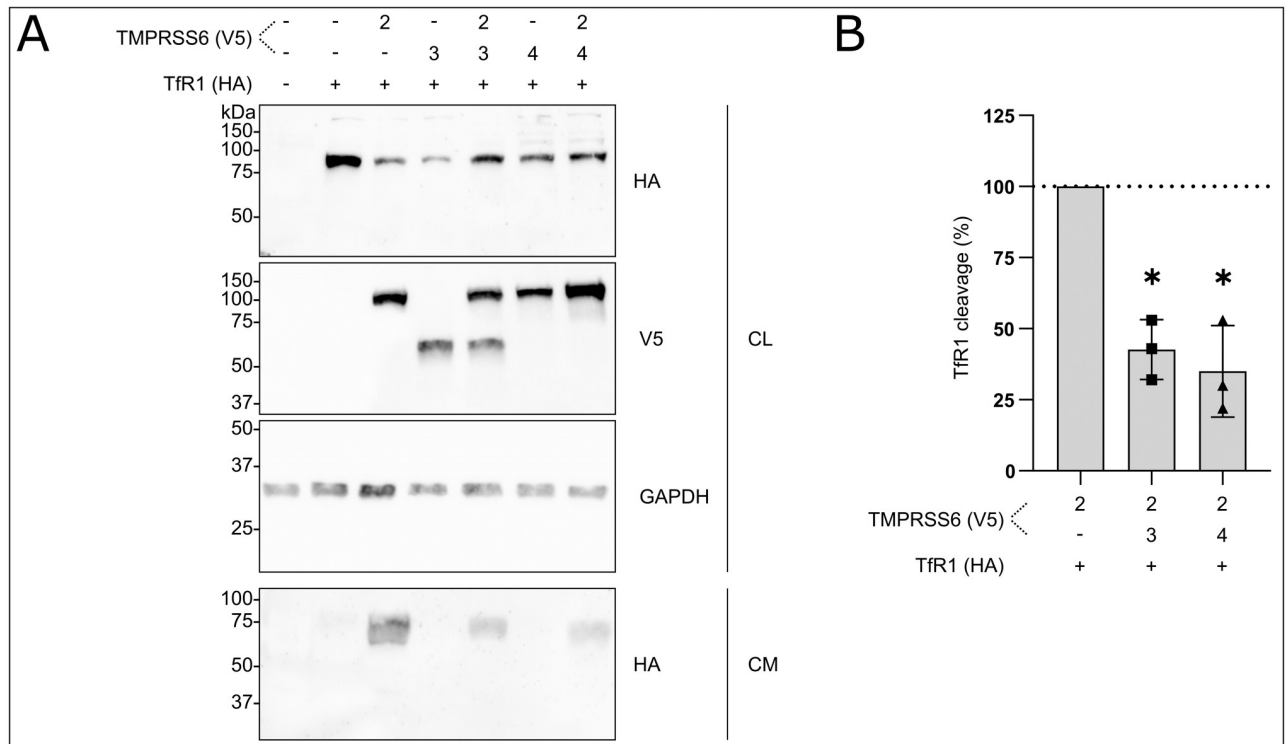 A
- - 2 - 2 - 2
TMPRSS6 (V5)
- - - 3 3 4 4
TfR1 (HA) - + + + + + +
kDa
150-
100-
75-
50-
HA
150-
100-
75-
50-
37-
V5
CL
50-
37-
25-
GAPDH
100-
75-
50-
37-
HA
CM
B
125
100
75
50
25
0
TfR1 cleavage (%)
* *
2 2 2
TMPRSS6 (V5)
- 3 4
TfR1 (HA) + + +